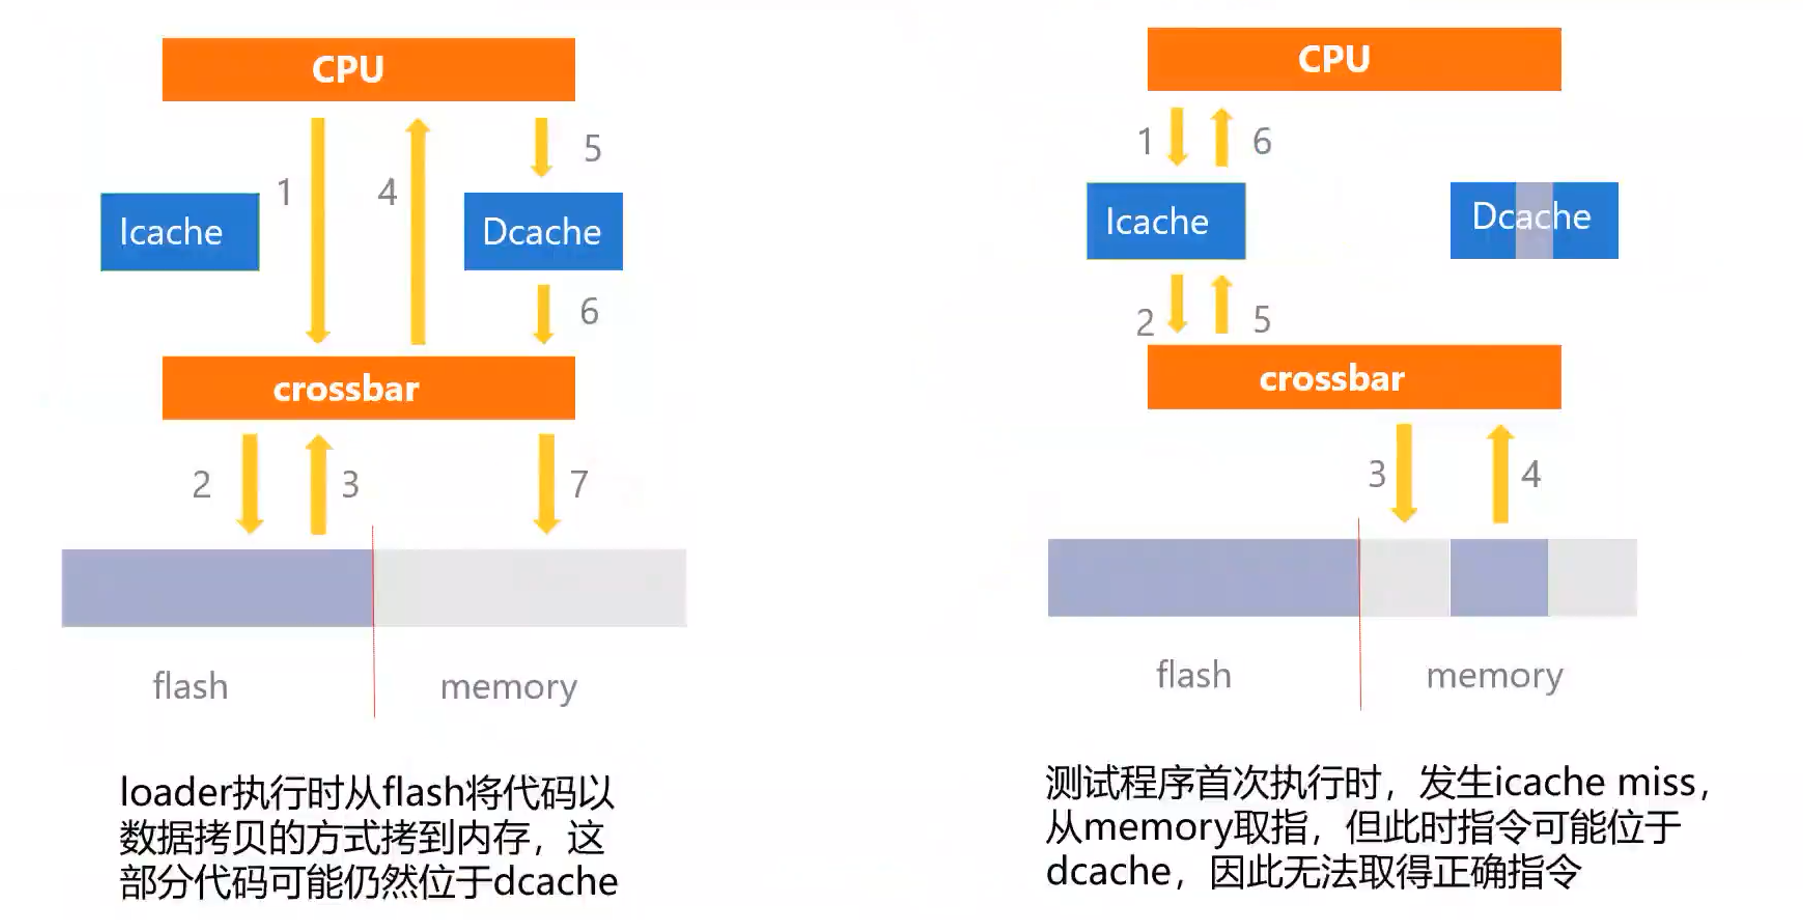 CPU
1
4
5
Icache
Dcache
6
crossbar
2
3
7
flash
memory
loader执行时从flash将代码以
数据拷贝的方式拷到内存，这
部分代码可能仍然位于dcache
CPU
1
6
Icache
Dcache
2
5
crossbar
3
4
flash
memory
测试程序首次执行时，发生icache miss，
从memory取指，但此时指令可能位于
dcache，因此无法取得正确指令